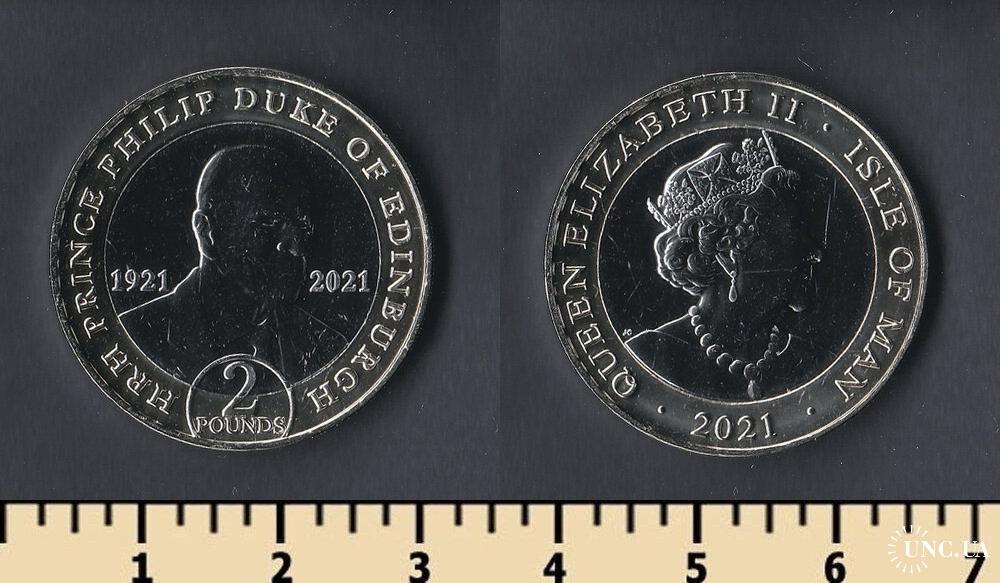 HRH PRINCE PHILIP DUKE OF EDINBURGH
1921 2021
2
POUNDS
QUEEN ELIZABETH II · ISLE OF MAN ·
2021 ·
JC
1 2 3 4 5 6 7
UNC.UA